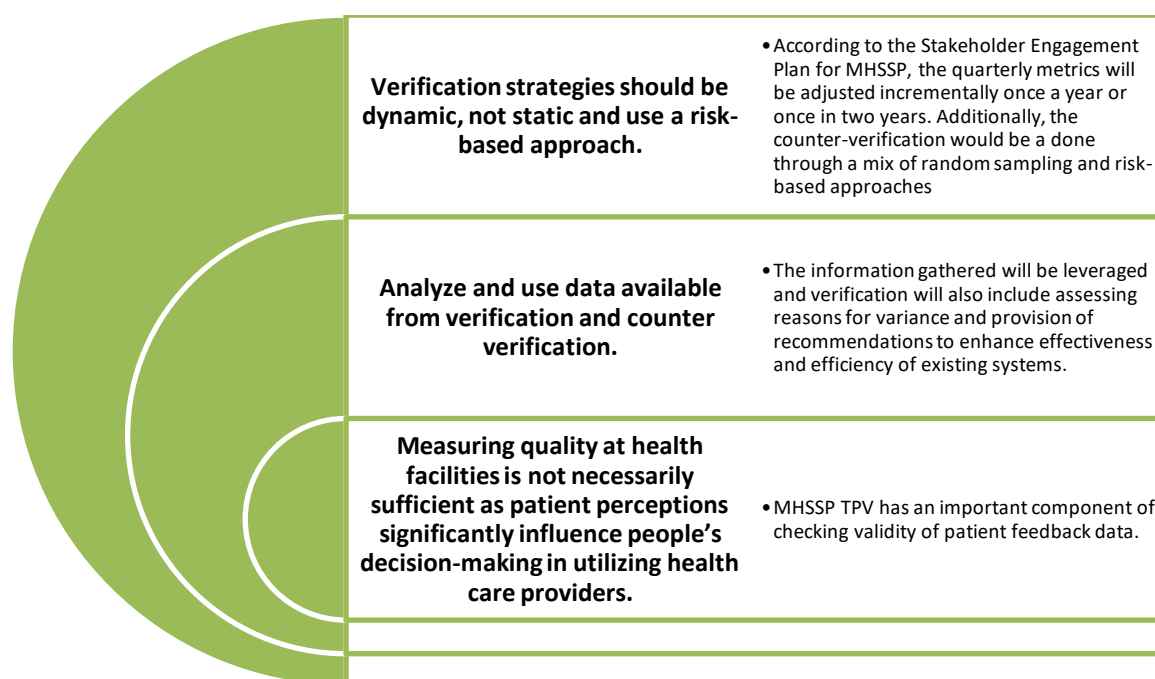 Verification strategies should be
dynamic, not static and use a risk-
based approach.
•According to the Stakeholder Engagement
Plan for MHSSP, the quarterly metrics will
be adjusted incrementally once a year or
once in two years. Additionally, the
counter-verification would be a done
through a mix of random sampling and risk-
based approaches
Analyze and use data available
from verification and counter
verification.
•The information gathered will be leveraged
and verification will also include assessing
reasons for variance and provision of
recommendations to enhance effectiveness
and efficiency of existing systems.
Measuring quality at health
facilities is not necessarily
sufficient as patient perceptions
significantly influence people's
decision-making in utilizing health
care providers.
•MHSSP TPV has an important component of
checking validity of patient feedback data.